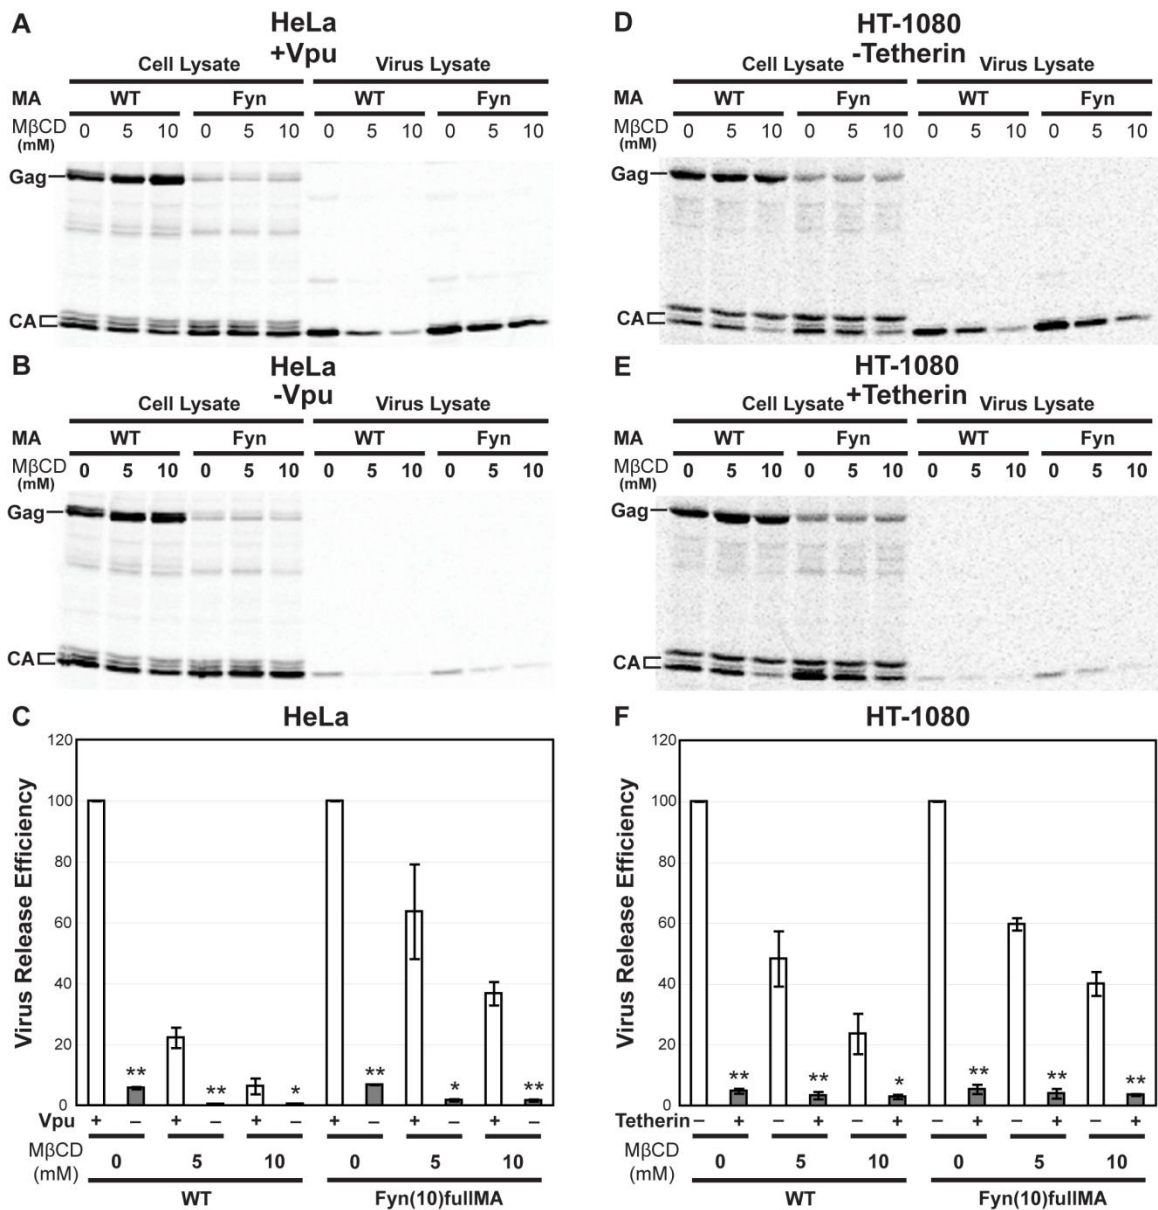 A
HeLa
+Vpu
Cell Lysate
Virus Lysate
MA
WT
Fyn
WT
Fyn
MβCD
(mM)
0 5 10 0 5 10 0 5 10 0 5 10
Gag
CA
B
HeLa
-Vpu
Cell Lysate
Virus Lysate
MA
WT
Fyn
WT
Fyn
MβCD
(mM)
0 5 10 0 5 10 0 5 10 0 5 10
Gag
CA
C
HeLa
Virus Release Efficiency
120
100
80
60
40
20
0
** ** * ** * **
Vpu + – + – + – + – + – + –
MβCD
(mM)
0 5 10 0 5 10
WT
Fyn(10)fullMA
D
HT-1080
-Tetherin
Cell Lysate
Virus Lysate
MA
WT
Fyn
WT
Fyn
MβCD
(mM)
0 5 10 0 5 10 0 5 10 0 5 10
Gag
CA
E
HT-1080
+Tetherin
Cell Lysate
Virus Lysate
MA
WT
Fyn
WT
Fyn
MβCD
(mM)
0 5 10 0 5 10 0 5 10 0 5 10
Gag
CA
F
HT-1080
Virus Release Efficiency
120
100
80
60
40
20
0
** ** * ** ** **
Tetherin – + – + – + – + – + – +
MβCD
(mM)
0 5 10 0 5 10
WT
Fyn(10)fullMA